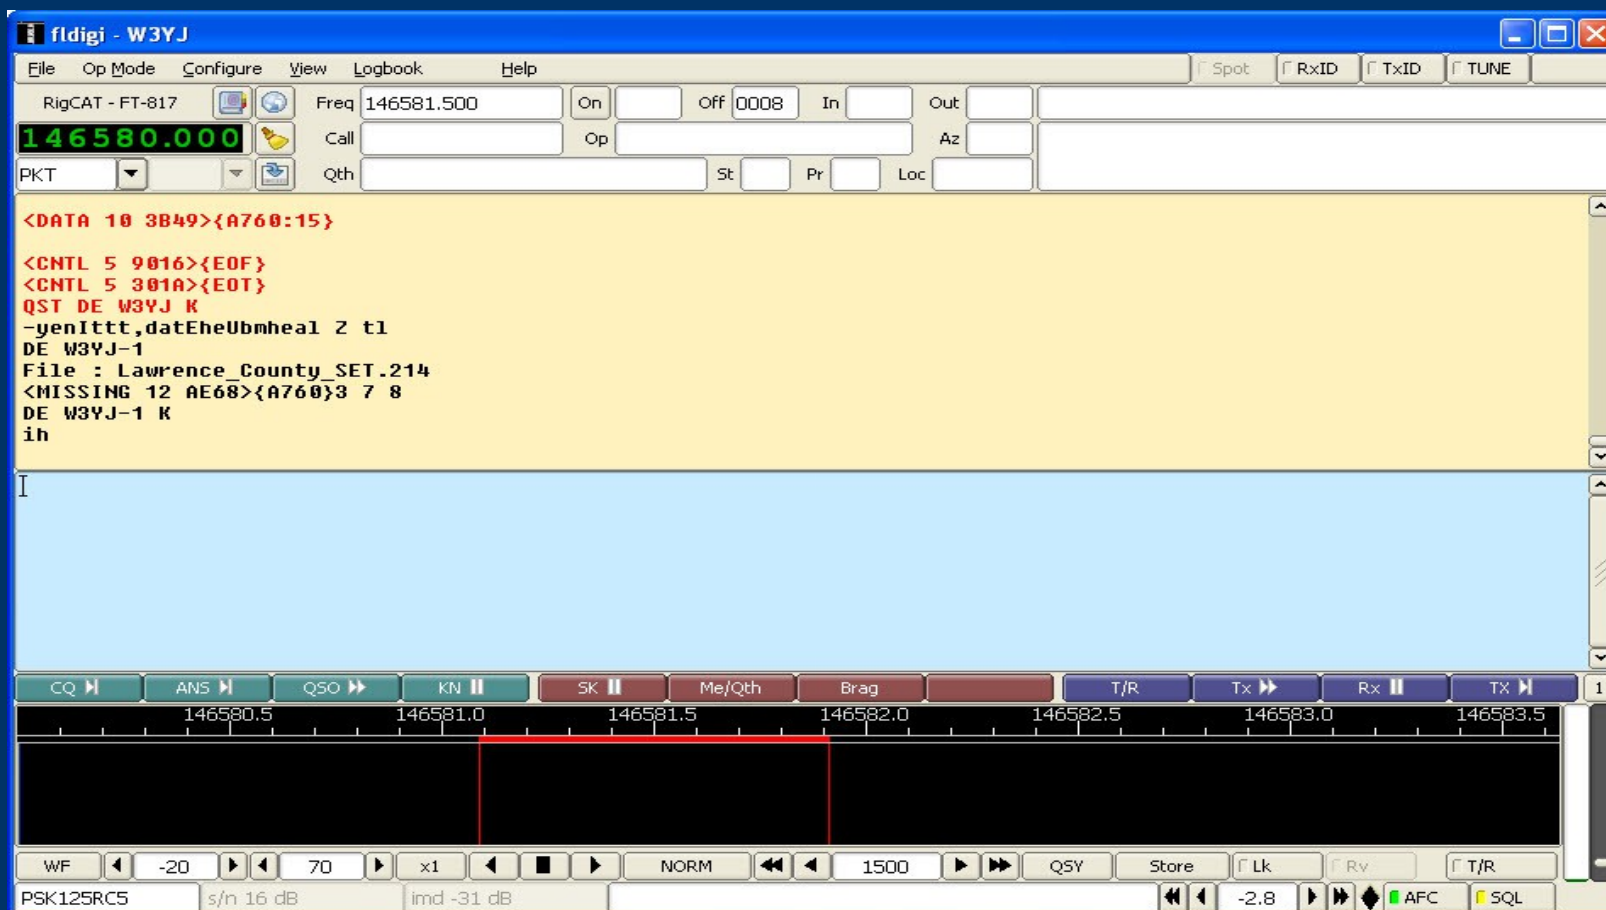 fldigi - W3YJ
File Op Mode Configure View Logbook Help Spot RxID TxID TUNE
RigCAT - FT-817 Freq 146581.500 On Off 0008 In Out
146580.000 Call Op Az
PKT Qth St Pr Loc
<DATA 10 3B49>{A760:15}
<CNTL 5 9016>{EOF}
<CNTL 5 301A>{EOT}
QST DE W3YJ K
-yenIttt,datEheUbmheal Z tl
DE W3YJ-1
File : Lawrence_County_SET.214
<MISSING 12 AE68>{A760}3 7 8
DE W3YJ-1 K
ih
CQ ANS QSO KN SK Me/Qth Brag T/R Tx Rx TX 1
146580.5 146581.0 146581.5 146582.0 146582.5 146583.0 146583.5
WF -20 70 x1 NORM 1500 QSY Store Lk Rv T/R
PSK125RC5 s/n 16 dB imd -31 dB -2.8 AFC SQL